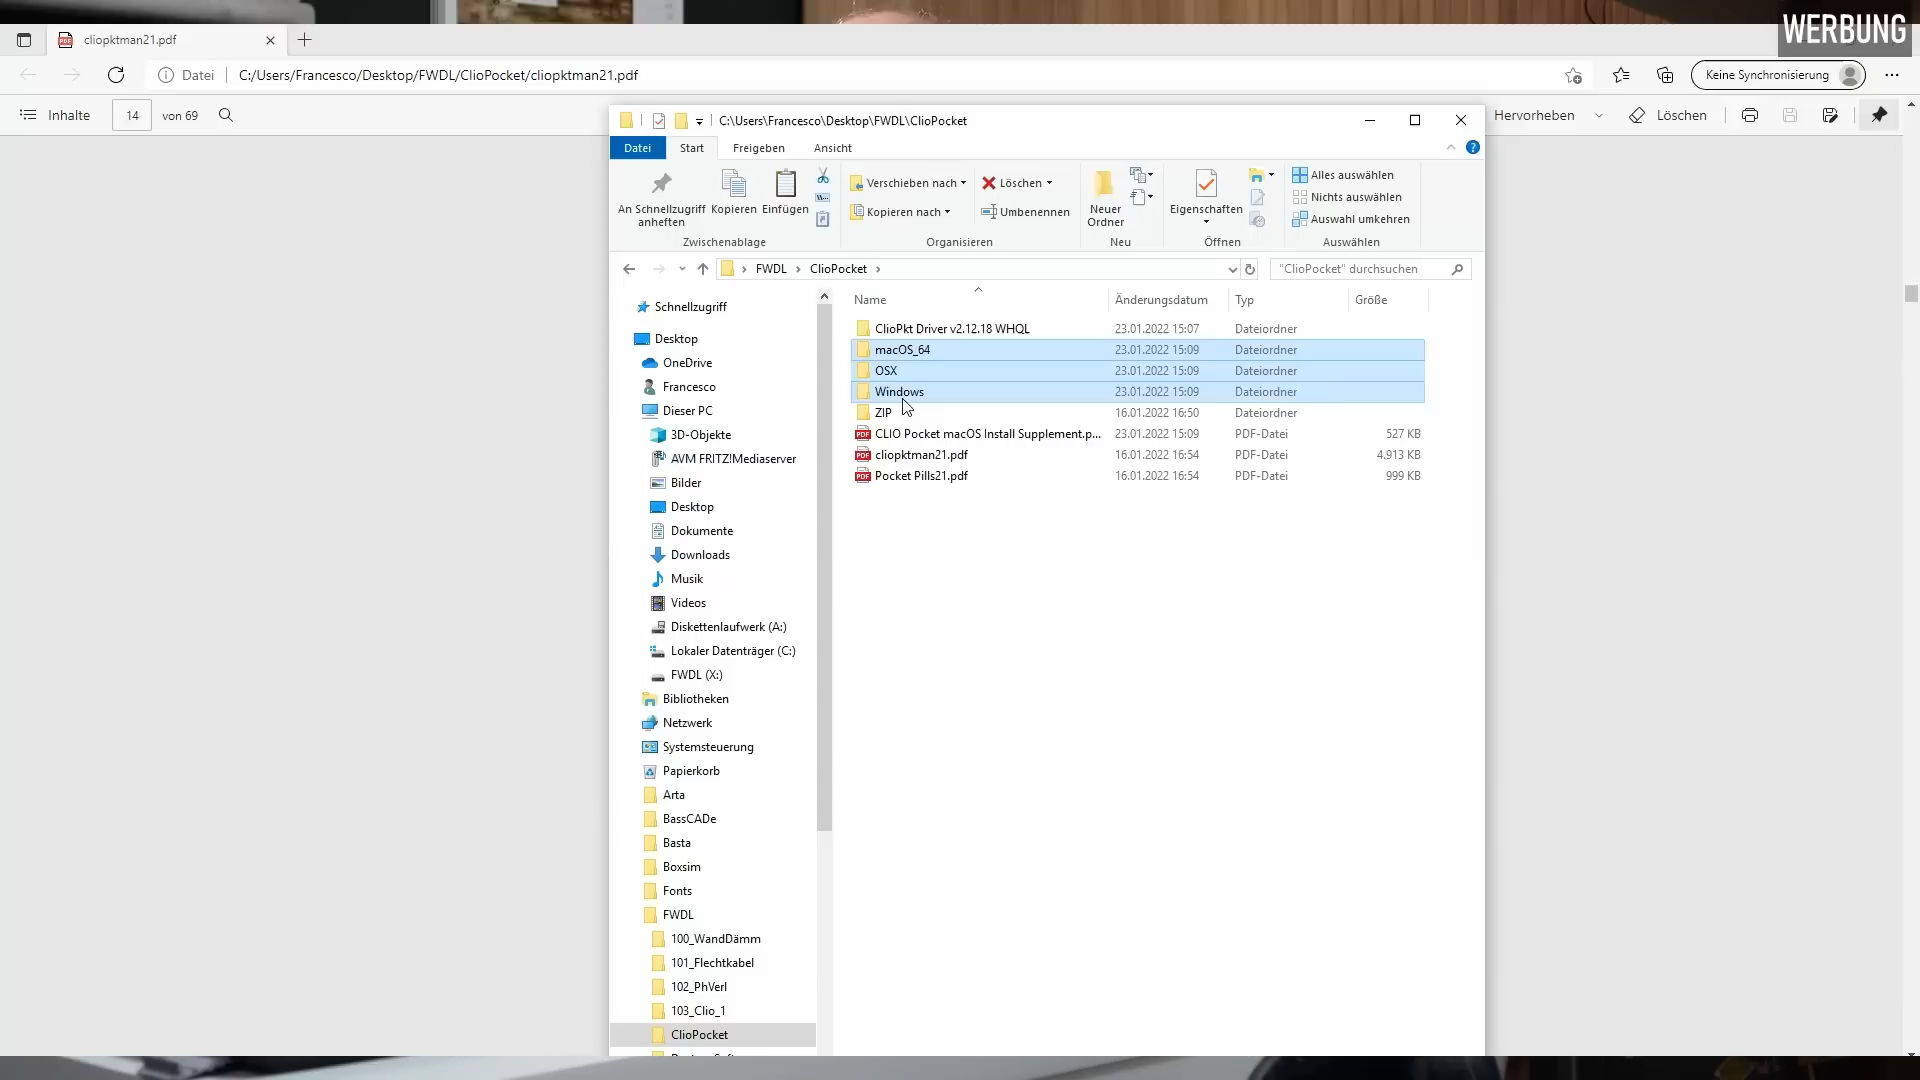 WERBUNG
cliopktman21.pdf
Datei
C:/Users/Francesco/Desktop/FWDL/ClioPocket/cliopktman21.pdf
Keine Synchronisierung
Inhalte
14
von 69
Hervorheben
Löschen
C:\Users\Francesco\Desktop\FWDL\ClioPocket
Datei
Start
Freigeben
Ansicht
An Schnellzugriff
anheften
Kopieren
Einfügen
Zwischenablage
Verschieben nach
Kopieren nach
Löschen
Umbenennen
Organisieren
Neuer
Ordner
Neu
Eigenschaften
Öffnen
Alles auswählen
Nichts auswählen
Auswahl umkehren
Auswählen
FWDL
ClioPocket
"ClioPocket" durchsuchen
Schnellzugriff
Desktop
OneDrive
Francesco
Dieser PC
3D-Objekte
AVM FRITZ!Mediaserver
Bilder
Desktop
Dokumente
Downloads
Musik
Videos
Diskettenlaufwerk (A:)
Lokaler Datenträger (C:)
FWDL (X:)
Bibliotheken
Netzwerk
Systemsteuerung
Papierkorb
Arta
BassCADe
Basta
Boxsim
Fonts
FWDL
100_WandDämm
101_Flechtkabel
102_PhVerl
103_Clio_1
ClioPocket
Name Änderungsdatum Typ Größe
ClioPkt Driver v2.12.18 WHQL 23.01.2022 15:07 Dateiordner
macOS_64 23.01.2022 15:09 Dateiordner
OSX 23.01.2022 15:09 Dateiordner
Windows 23.01.2022 15:09 Dateiordner
ZIP 16.01.2022 16:50 Dateiordner
CLIO Pocket macOS Install Supplement.p... 23.01.2022 15:09 PDF-Datei 527 KB
cliopktman21.pdf 16.01.2022 16:54 PDF-Datei 4.913 KB
Pocket Pills21.pdf 16.01.2022 16:54 PDF-Datei 999 KB